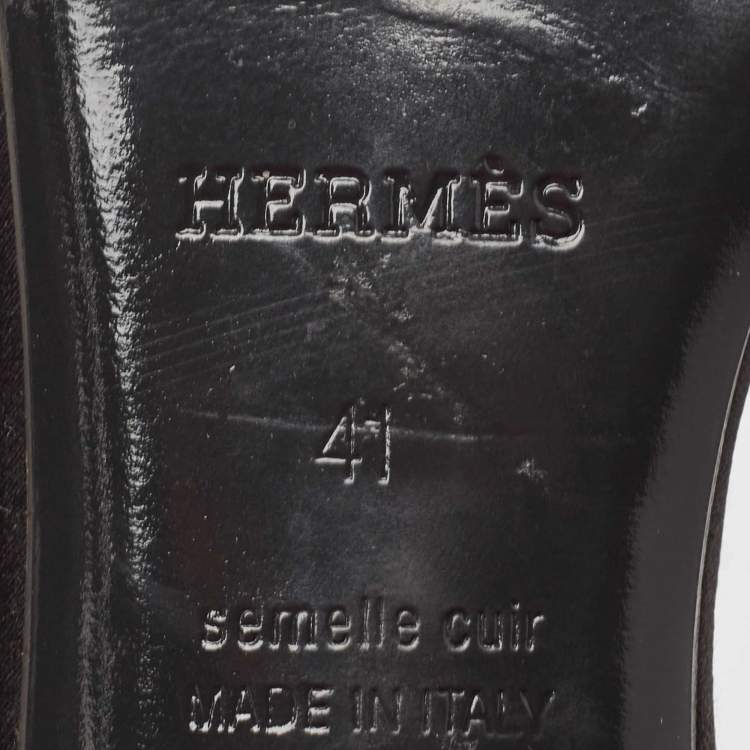 HERMÈS
41
semelle cuir
MADE IN ITALY